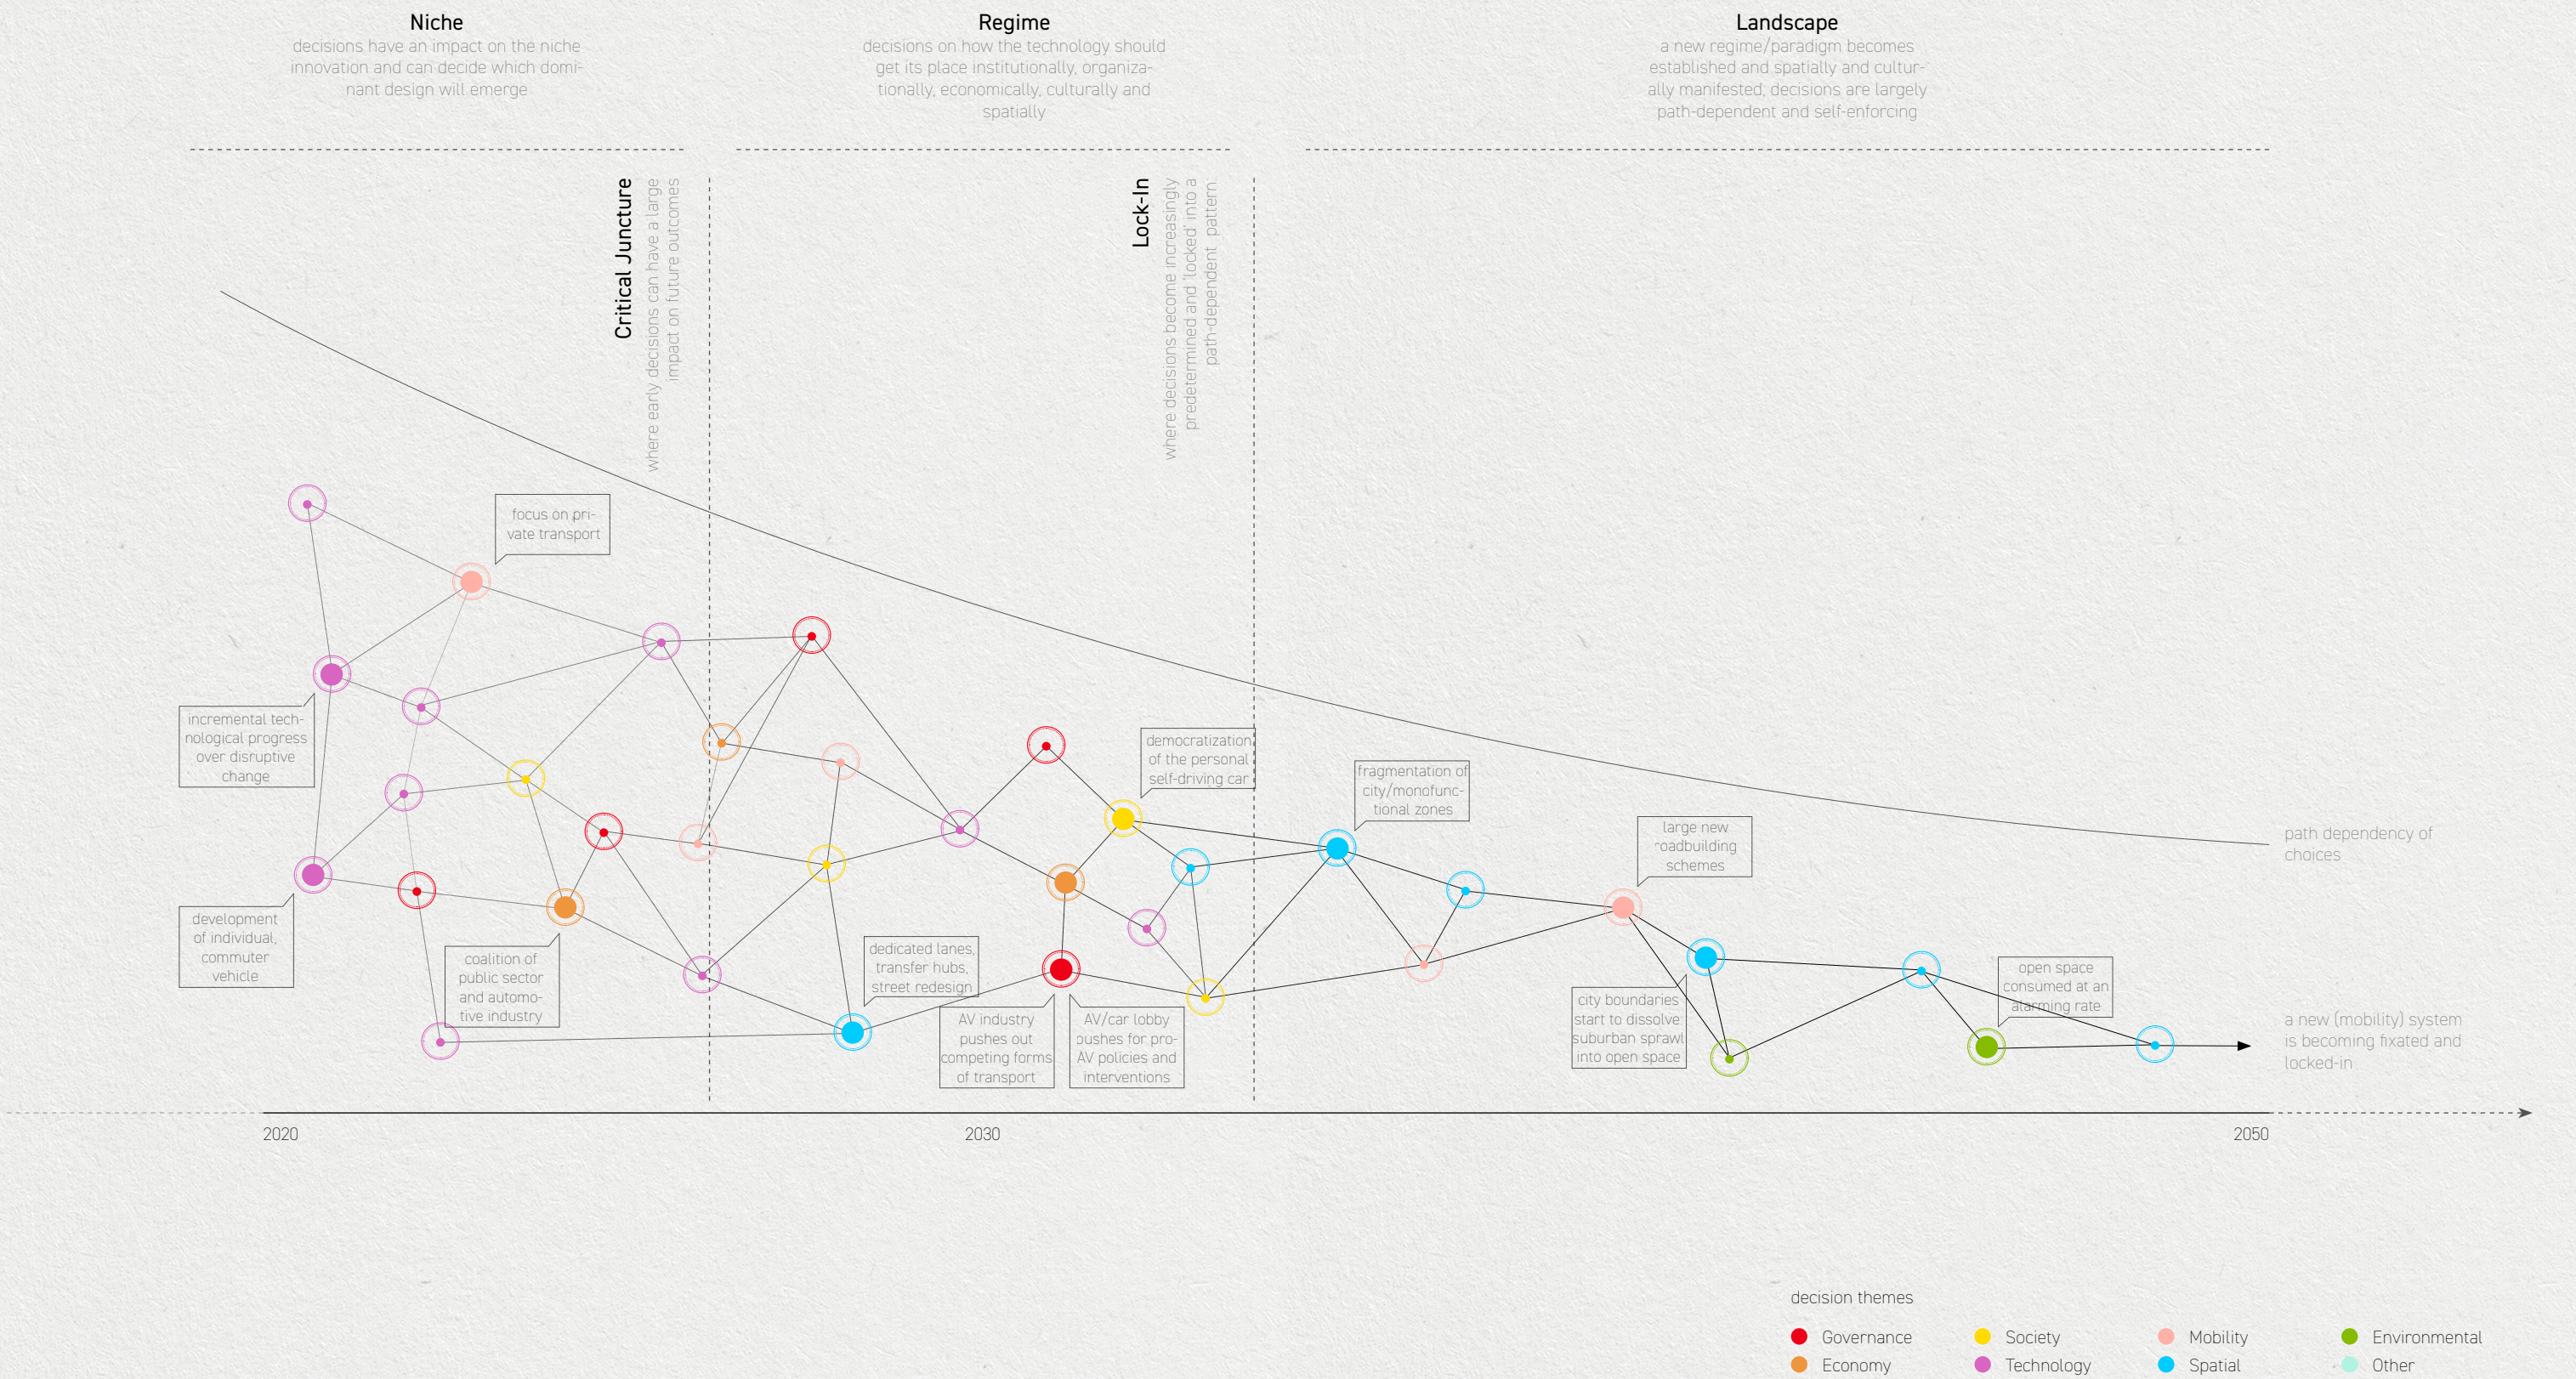 Niche
decisions have an impact on the niche
innovation and can decide which domi-
nant design will emerge
Regime
decisions on how the technology should
get its place institutionally, organiza-
tionally, economically, culturally and
spatially
Landscape
a new regime/paradigm becomes
established and spatially and cultur-
ally manifested; decisions are largely
path-dependent and self-enforcing
Critical Juncture
where early decisions can have a large
impact on future outcomes
Lock-In
where decisions become increasingly
predetermined and 'locked' into a
path-dependent pattern
focus on pri-
vate transport
incremental tech-
nological progress
over disruptive
change
development
of individual,
commuter
vehicle
coalition of
public sector
and automo-
tive industry
dedicated lanes,
transfer hubs,
street redesign
AV industry
pushes out
competing forms
of transport
AV/car lobby
pushes for pro-
AV policies and
interventions
democratization
of the personal
self-driving car
fragmentation of
city/monofunc-
tional zones
large new
roadbuilding
schemes
city boundaries
start to dissolve:
suburban sprawl
into open space
open space
consumed at an
alarming rate
path dependency of
choices
a new (mobility) system
is becoming fixated and
locked-in
2020
2030
2050
decision themes
Governance
Society
Mobility
Environmental
Economy
Technology
Spatial
Other